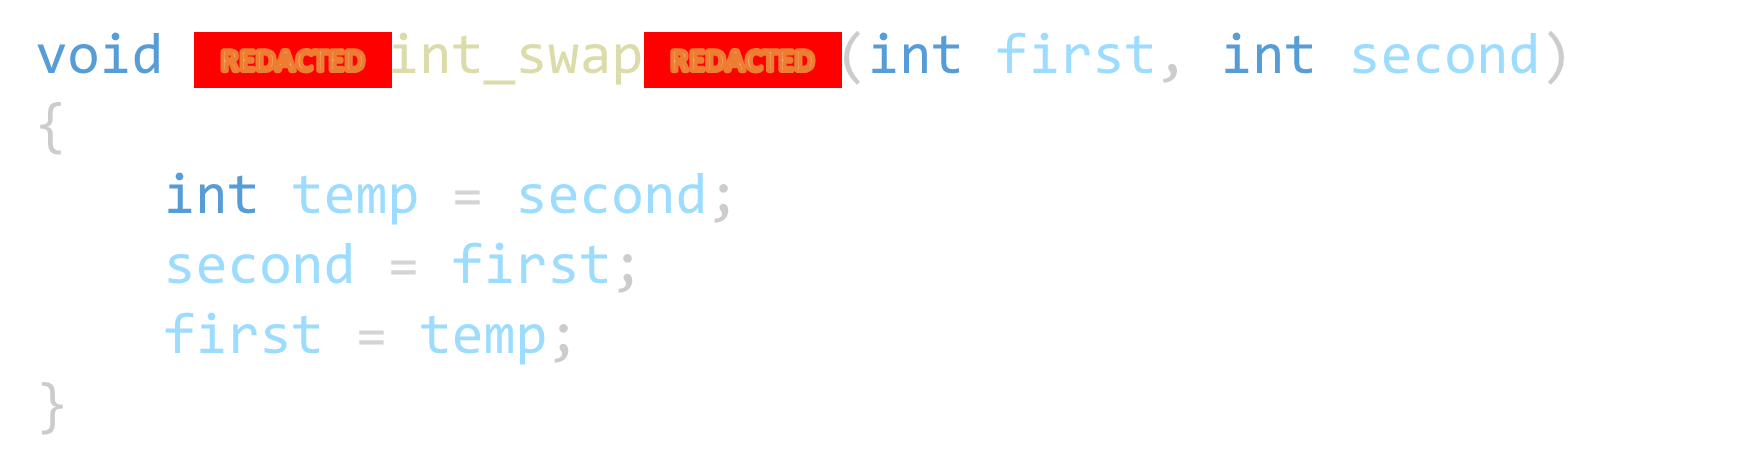 void REDACTED int_swap REDACTED (int first, int second)
{
    int temp = second;
    second = first;
    first = temp;
}